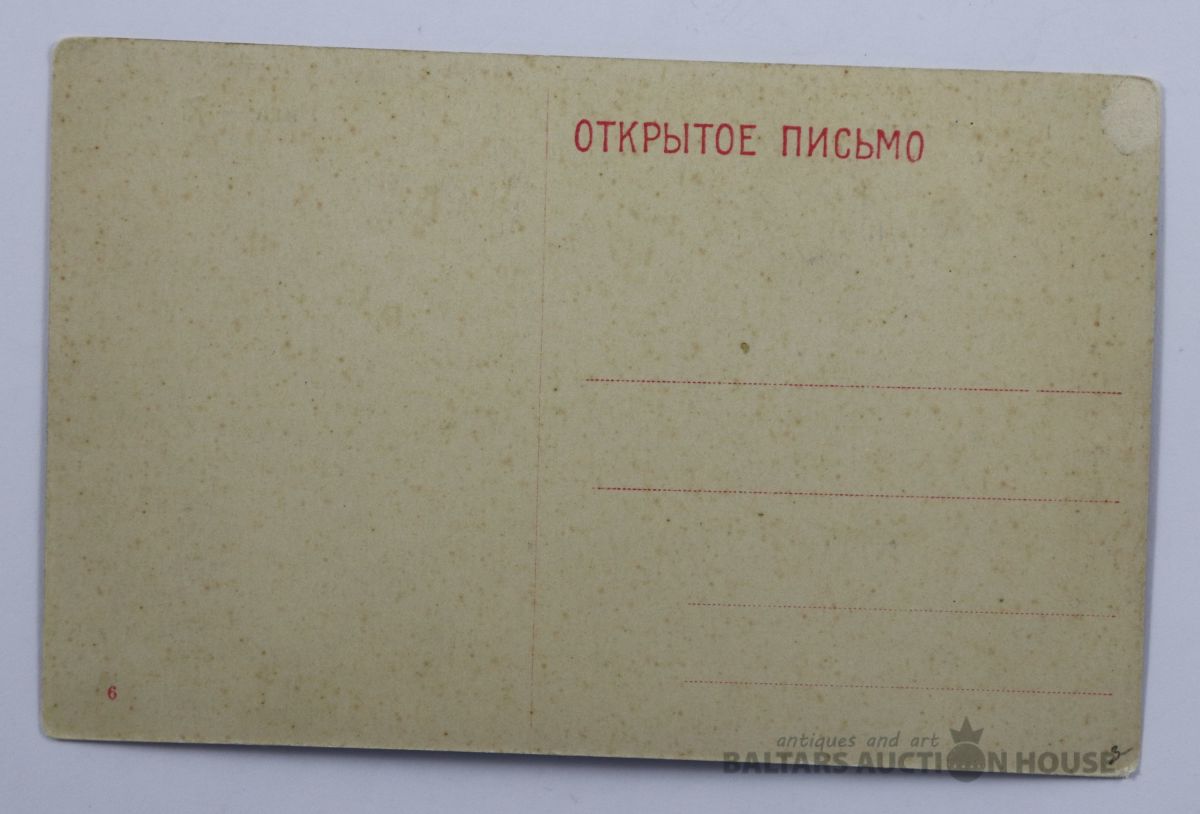 ОТКРЫТОЕ ПИСЬМО
6
antiques and art
BALTARS AUCTION HOUSE